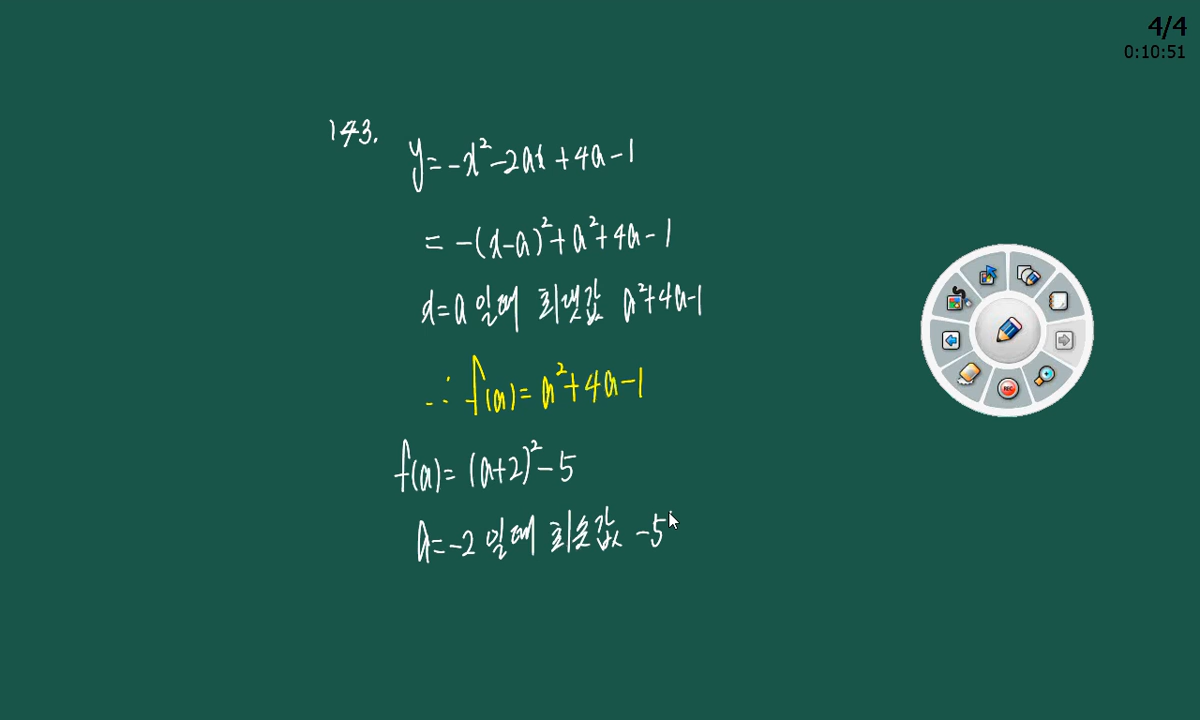 4/4
0:10:51
143.
y=-x²-2ax+4a-1
=-(x-a)²+a²+4a-1
x=a 일때 최댓값 a²+4a-1
∴ f(a)=a²+4a-1
f(a)=(a+2)²-5
a=-2 일때 최솟값 -5
REC